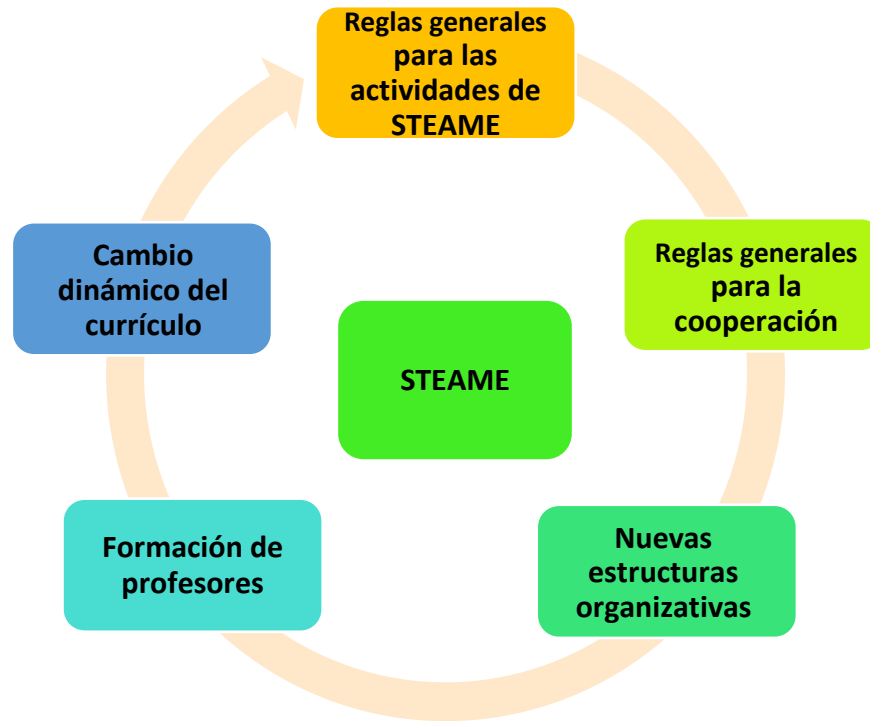 Reglas generales
para las
actividades de
STEAME
Reglas generales
para la
cooperación
Nuevas
estructuras
organizativas
Formación de
profesores
Cambio
dinámico del
currículo
STEAME